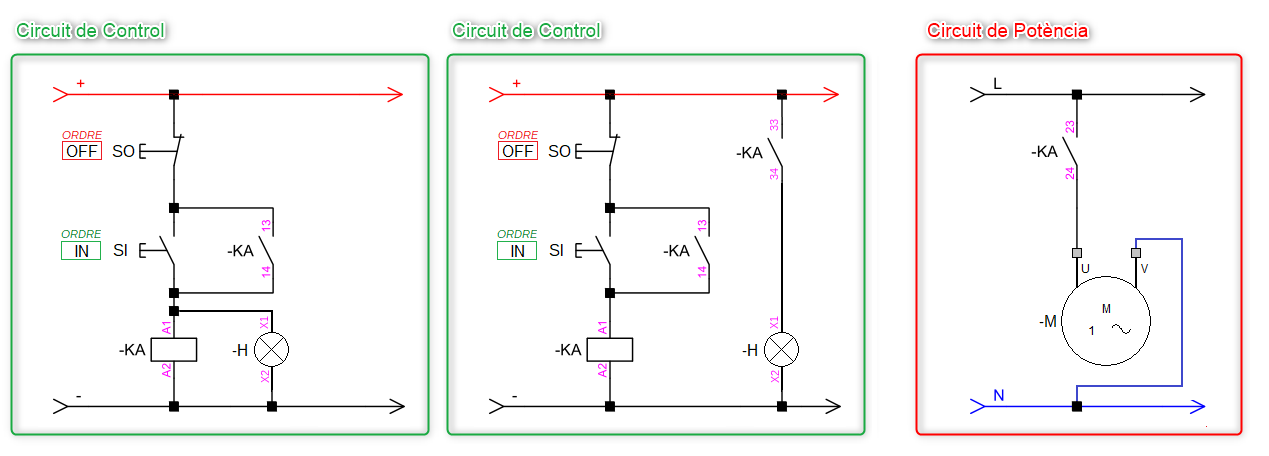 Circuit de Control
+
ORDRE
OFF SO
13
-KA
14
ORDRE
IN SI
A1
-KA
A2
X1
-H
X2
-
Circuit de Control
+
ORDRE
OFF SO
33
-KA
34
13
-KA
14
ORDRE
IN SI
A1
-KA
A2
X1
-H
X2
-
Circuit de Potència
L
23
-KA
24
U V
-M
M
1
N